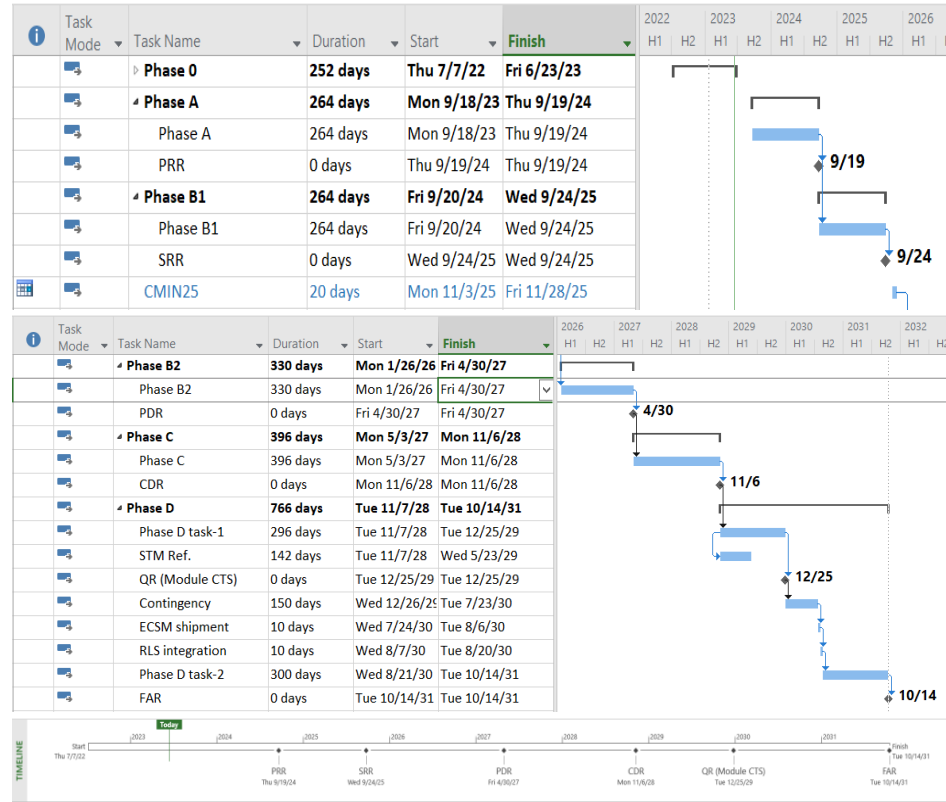 2022 2023 2024 2025 2026
Task Mode Task Name Duration Start Finish H1 H2 H1 H2 H1 H2 H1 H2 H1
Phase 0 252 days Thu 7/7/22 Fri 6/23/23
Phase A 264 days Mon 9/18/23 Thu 9/19/24
Phase A 264 days Mon 9/18/23 Thu 9/19/24
PRR 0 days Thu 9/19/24 Thu 9/19/24 9/19
Phase B1 264 days Fri 9/20/24 Wed 9/24/25
Phase B1 264 days Fri 9/20/24 Wed 9/24/25
SRR 0 days Wed 9/24/25 Wed 9/24/25 9/24
CMIN25 20 days Mon 11/3/25 Fri 11/28/25
2026 2027 2028 2029 2030 2031 2032
Task Mode Task Name Duration Start Finish H1 H2 H1 H2 H1 H2 H1 H2 H1 H2 H1 H2 H1 H2
Phase B2 330 days Mon 1/26/26 Fri 4/30/27
Phase B2 330 days Mon 1/26/26 Fri 4/30/27
PDR 0 days Fri 4/30/27 Fri 4/30/27 4/30
Phase C 396 days Mon 5/3/27 Mon 11/6/28
Phase C 396 days Mon 5/3/27 Mon 11/6/28
CDR 0 days Mon 11/6/28 Mon 11/6/28 11/6
Phase D 766 days Tue 11/7/28 Tue 10/14/31
Phase D task-1 296 days Tue 11/7/28 Tue 12/25/29
STM Ref. 142 days Tue 11/7/28 Wed 5/23/29
QR (Module CTS) 0 days Tue 12/25/29 Tue 12/25/29 12/25
Contingency 150 days Wed 12/26/29 Tue 7/23/30
ECSM shipment 10 days Wed 7/24/30 Tue 8/6/30
RLS integration 10 days Wed 8/7/30 Tue 8/20/30
Phase D task-2 300 days Wed 8/21/30 Tue 10/14/31
FAR 0 days Tue 10/14/31 Tue 10/14/31 10/14
TIMELINE
Today
2023 2024 2025 2026 2027 2028 2029 2030 2031
Start Finish
Thu 7/7/22 Tue 10/14/31
PRR SRR PDR CDR QR (Module CTS) FAR
Thu 9/19/24 Wed 9/24/25 Fri 4/30/27 Mon 11/6/28 Tue 12/25/29 Tue 10/14/31